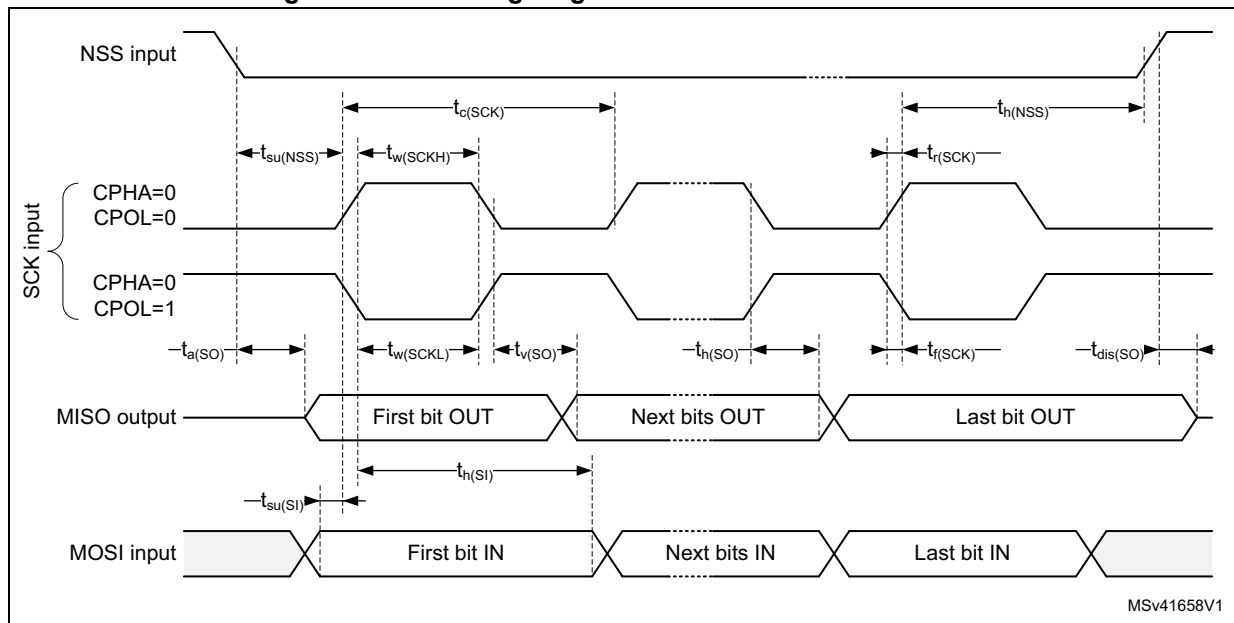 NSS input
tc(SCK)
th(NSS)
tsu(NSS)
tw(SCKH)
tr(SCK)
SCK input
CPHA=0
CPOL=0
CPHA=0
CPOL=1
ta(SO)
tw(SCKL)
tv(SO)
th(SO)
tf(SCK)
tdis(SO)
MISO output
First bit OUT
Next bits OUT
Last bit OUT
th(SI)
tsu(SI)
MOSI input
First bit IN
Next bits IN
Last bit IN
MSv41658V1